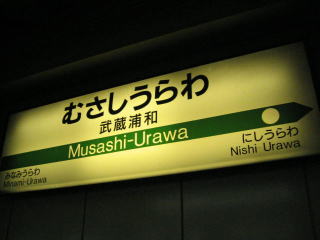 むさしうらわ
武蔵浦和
Musashi-Urawa
みなみうらわ
Minami-Urawa
にしうらわ
Nishi Urawa